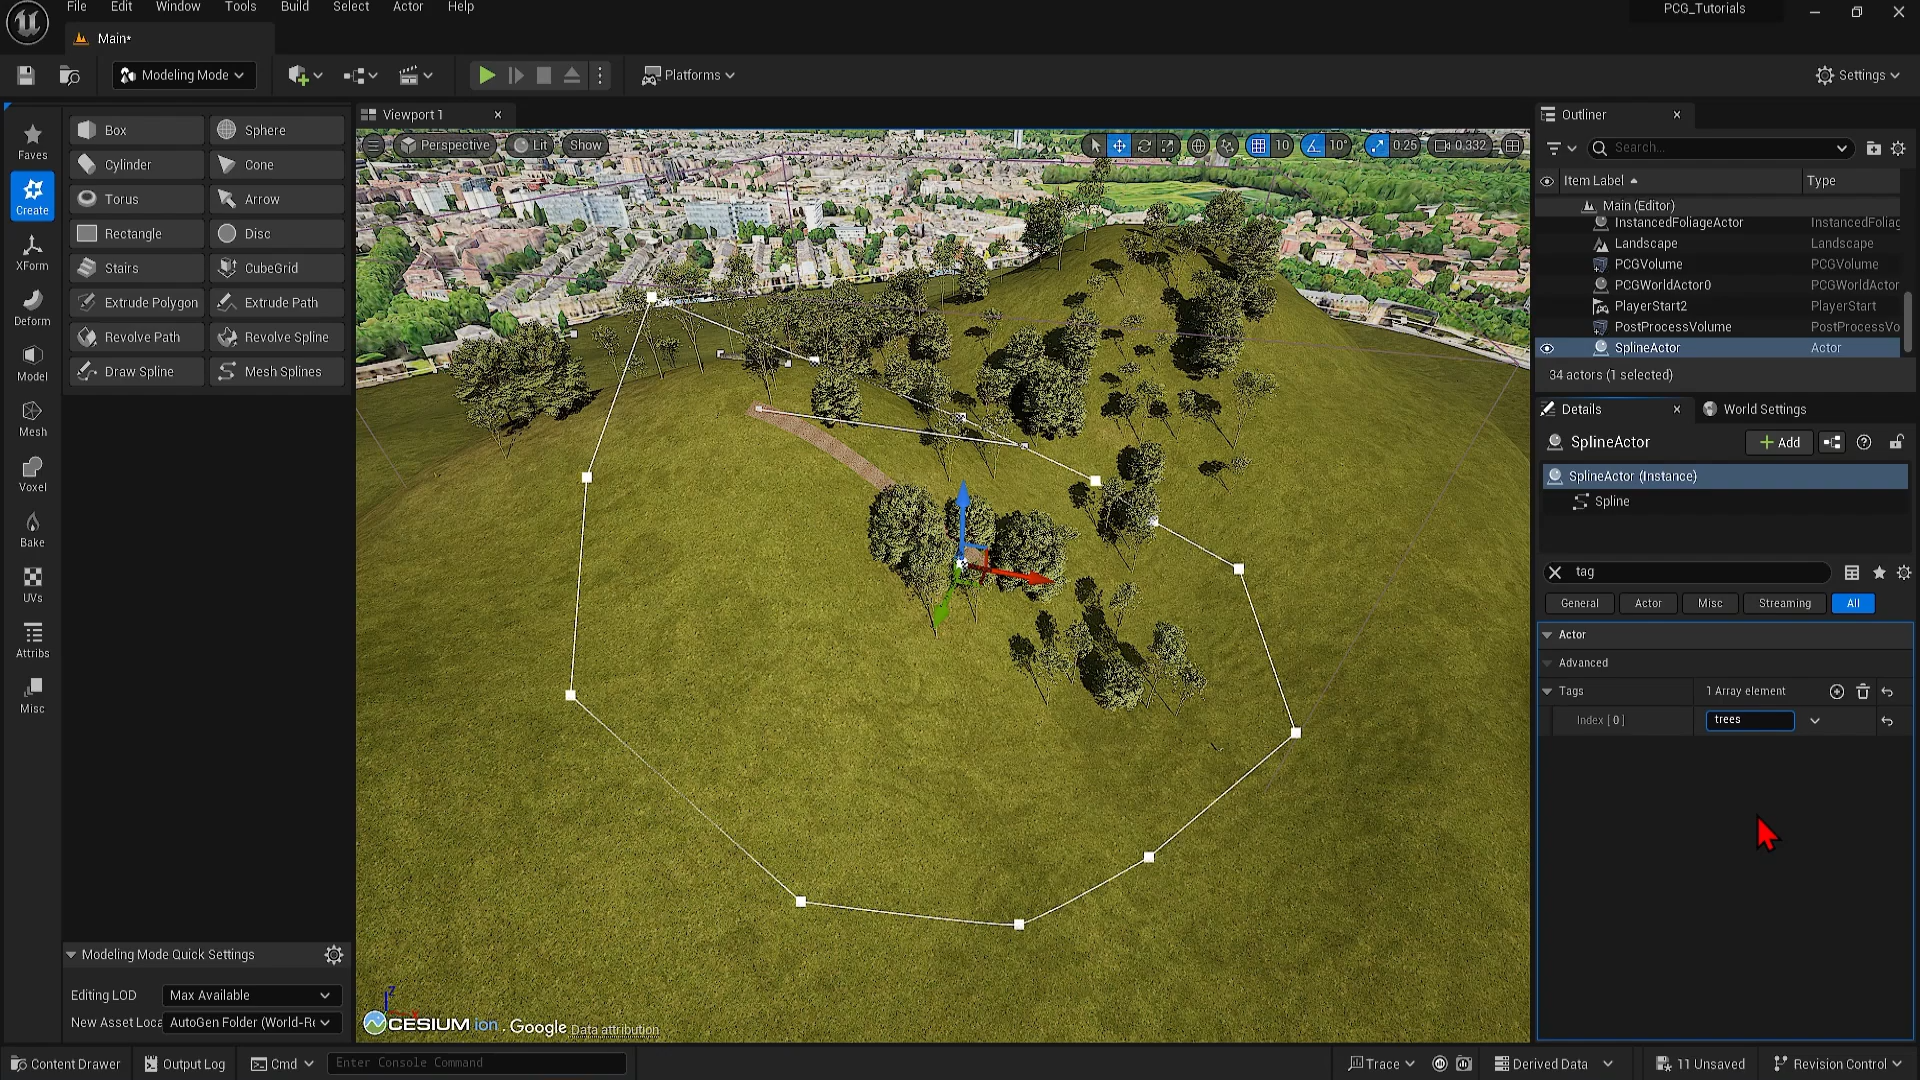 File Edit Window Tools Build Select Actor Help
PCG_Tutorials
Main*
Modeling Mode
Platforms
Settings
Faves
Create
XForm
Deform
Model
Mesh
Voxel
Bake
UVs
Attribs
Misc
Box Sphere
Cylinder Cone
Torus Arrow
Rectangle Disc
Stairs CubeGrid
Extrude Polygon Extrude Path
Revolve Path Revolve Spline
Draw Spline Mesh Splines
Modeling Mode Quick Settings
Editing LOD Max Available
New Asset Loca AutoGen Folder (World-Re
Viewport 1
Perspective Lit Show
10 10° 0.25 0.332
Z
CESIUM ion . Google Data attribution
Outliner
Search...
Item Label Type
Main (Editor)
InstancedFoliageActor InstancedFoliag
Landscape Landscape
PCGVolume PCGVolume
PCGWorldActor0 PCGWorldActor
PlayerStart2 PlayerStart
PostProcessVolume PostProcessVo
SplineActor Actor
34 actors (1 selected)
Details World Settings
SplineActor Add
SplineActor (Instance)
Spline
tag
General Actor Misc Streaming All
Actor
Advanced
Tags 1 Array element
Index [ 0 ] trees
Content Drawer Output Log Cmd Enter Console Command
Trace Derived Data 11 Unsaved Revision Control